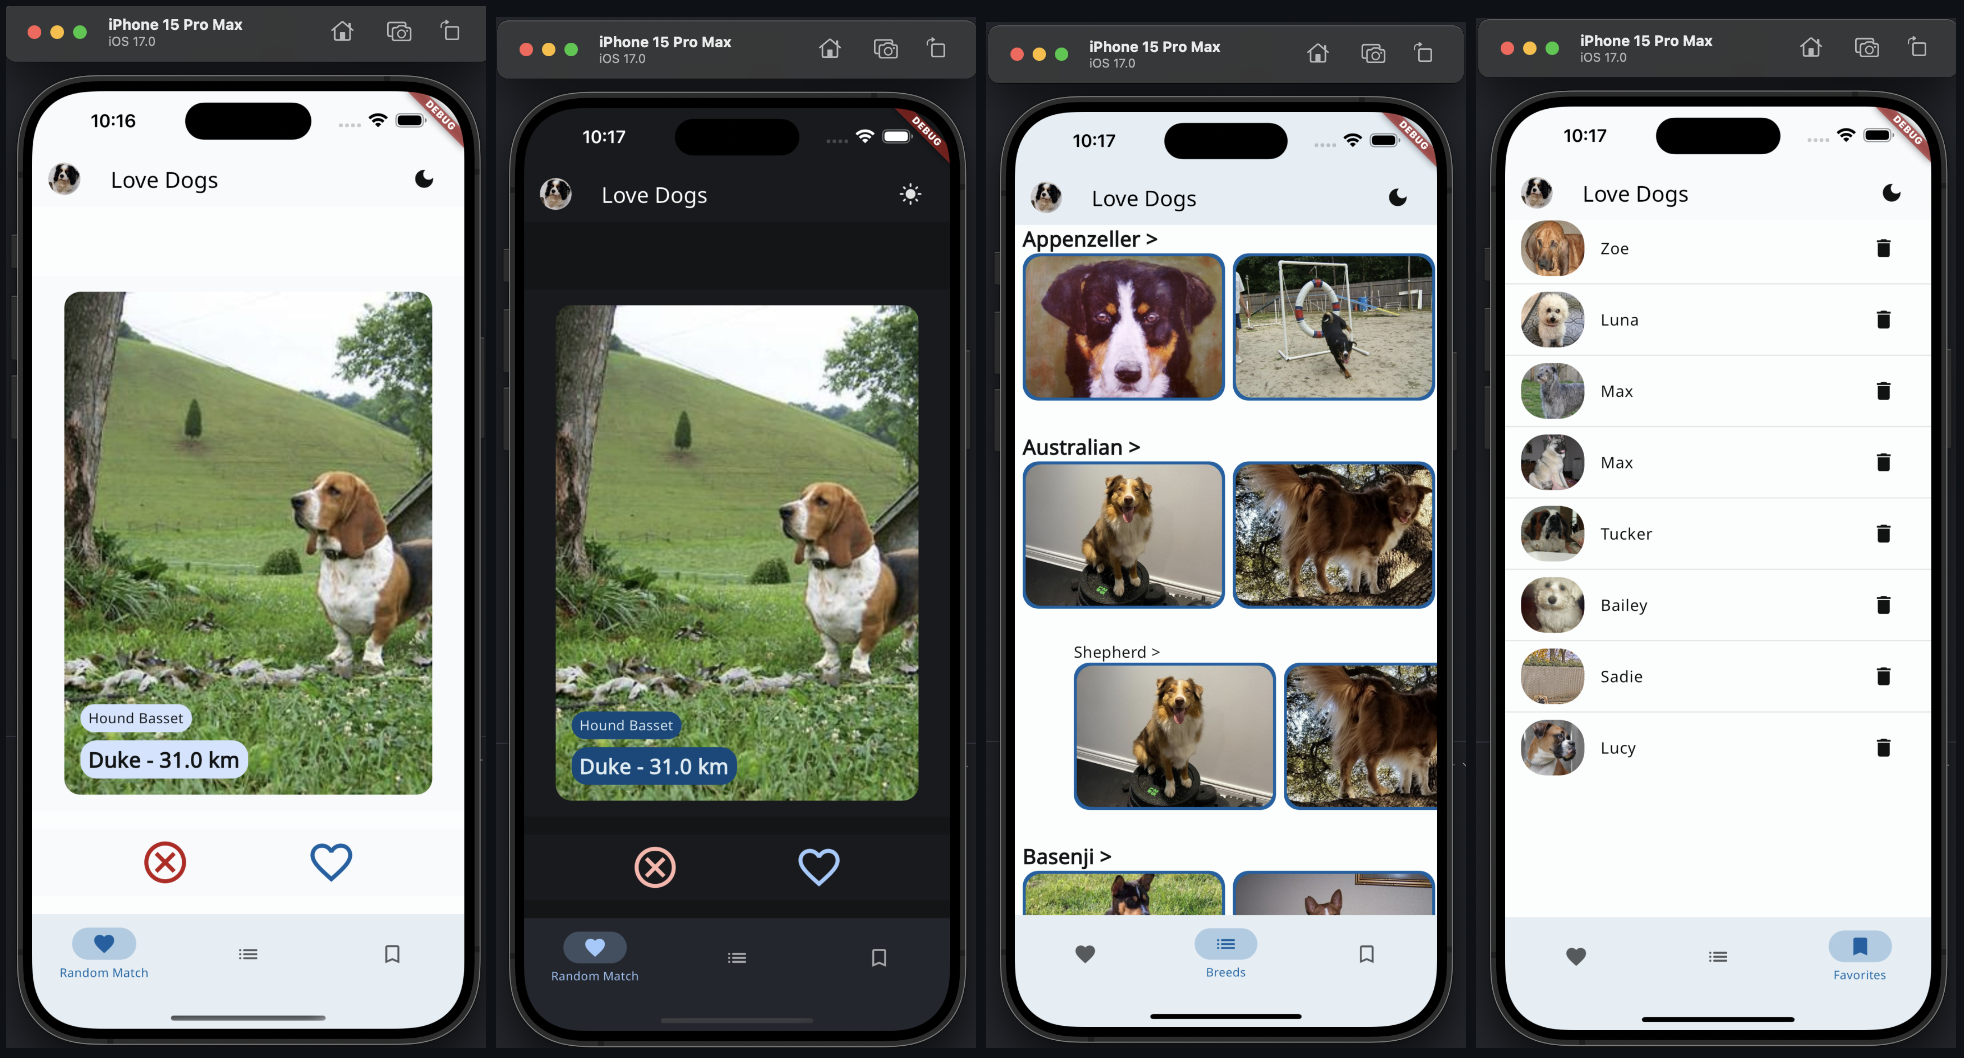 iPhone 15 Pro Max
iOS 17.0
10:16
DEBUG
Love Dogs
Hound Basset
Duke - 31.0 km
Random Match
iPhone 15 Pro Max
iOS 17.0
10:17
DEBUG
Love Dogs
Hound Basset
Duke - 31.0 km
Random Match
iPhone 15 Pro Max
iOS 17.0
10:17
DEBUG
Love Dogs
Appenzeller >
Australian >
Shepherd >
Basenji >
Breeds
iPhone 15 Pro Max
iOS 17.0
10:17
DEBUG
Love Dogs
Zoe
Luna
Max
Max
Tucker
Bailey
Sadie
Lucy
Favorites